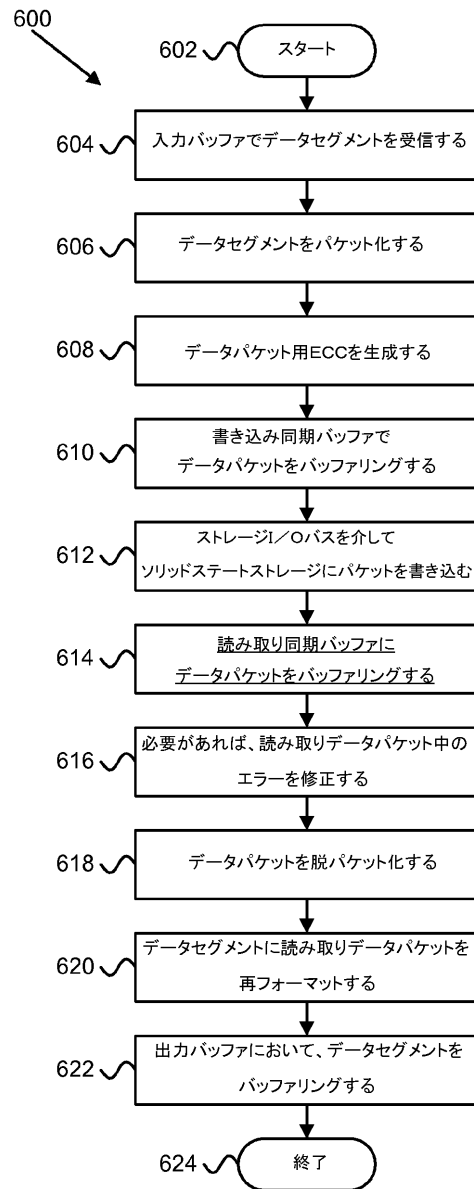 600
602
スタート
604
入力バッファでデータセグメントを受信する
606
データセグメントをパケット化する
608
データパケット用ECCを生成する
610
書き込み同期バッファで
データパケットをバッファリングする
612
ストレージI／Oバスを介して
ソリッドステートストレージにパケットを書き込む
614
読み取り同期バッファに
データパケットをバッファリングする
616
必要があれば、読み取りデータパケット中の
エラーを修正する
618
データパケットを脱パケット化する
620
データセグメントに読み取りデータパケットを
再フォーマットする
622
出力バッファにおいて、データセグメントを
バッファリングする
624
終了